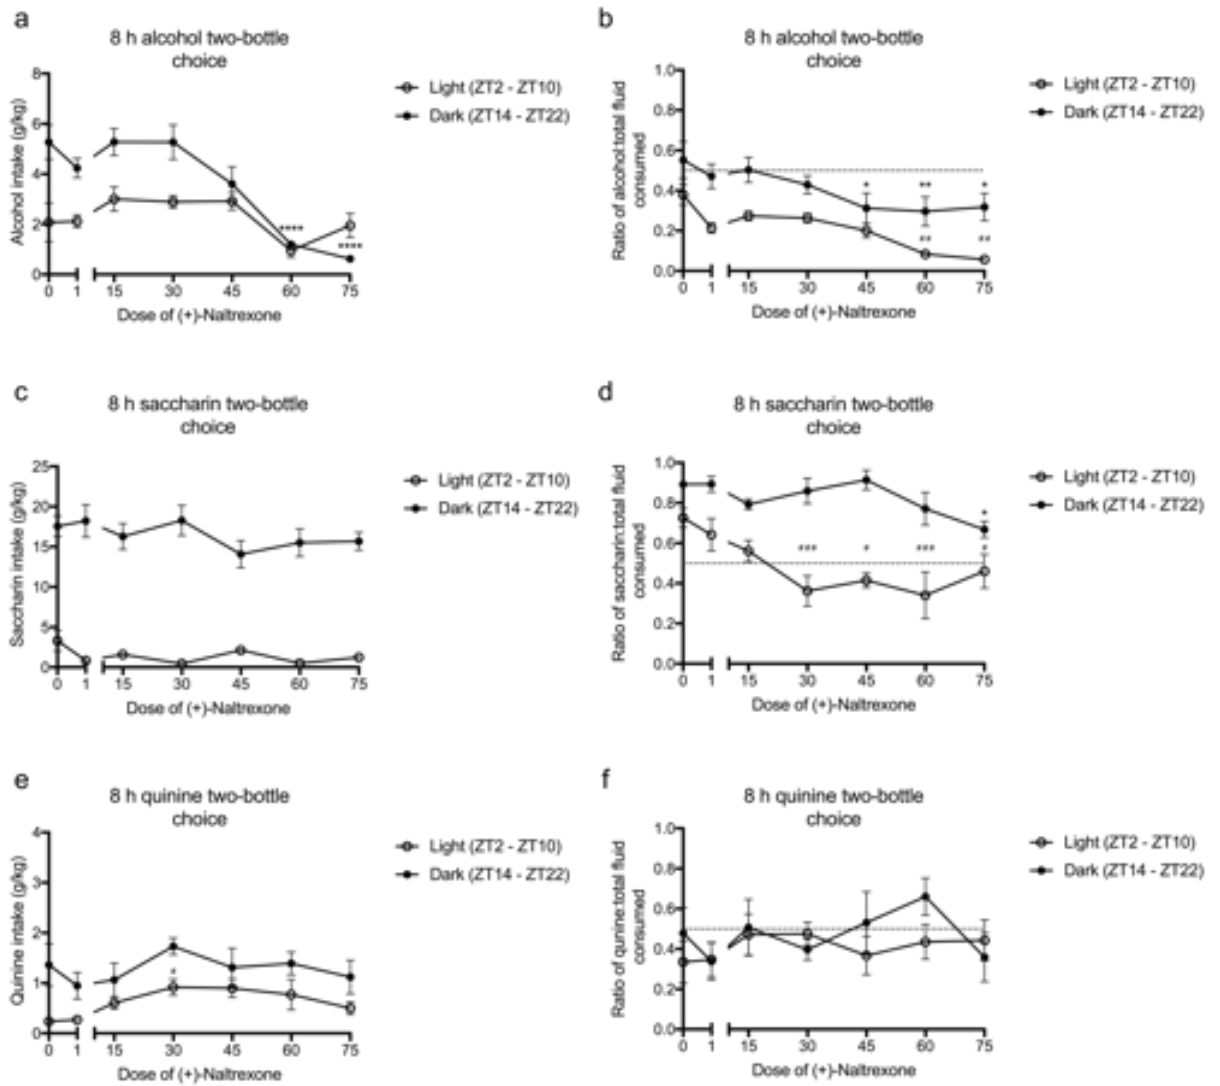 a
8 h alcohol two-bottle
choice
Alcohol intake (g/kg)
8
6
4
2
0
0 1 15 30 45 60 75
Dose of (+)-Naltrexone
Light (ZT2 - ZT10)
Dark (ZT14 - ZT22)
****
****
b
8 h alcohol two-bottle
choice
Ratio of alcohol:total fluid
consumed
1.0
0.8
0.6
0.4
0.2
0.0
0 1 15 30 45 60 75
Dose of (+)-Naltrexone
Light (ZT2 - ZT10)
Dark (ZT14 - ZT22)
* ** *
## ##
c
8 h saccharin two-bottle
choice
Saccharin intake (g/kg)
25
20
15
10
5
0
0 1 15 30 45 60 75
Dose of (+)-Naltrexone
Light (ZT2 - ZT10)
Dark (ZT14 - ZT22)
d
8 h saccharin two-bottle
choice
Ratio of saccharin:total fluid
consumed
1.0
0.8
0.6
0.4
0.2
0.0
0 1 15 30 45 60 75
Dose of (+)-Naltrexone
Light (ZT2 - ZT10)
Dark (ZT14 - ZT22)
*
### # ### #
e
8 h quinine two-bottle
choice
Quinine intake (g/kg)
4
3
2
1
0
0 1 15 30 45 60 75
Dose of (+)-Naltrexone
Light (ZT2 - ZT10)
Dark (ZT14 - ZT22)
#
f
8 h quinine two-bottle
choice
Ratio of qunine:total fluid
consumed
1.0
0.8
0.6
0.4
0.2
0.0
0 1 15 30 45 60 75
Dose of (+)-Naltrexone
Light (ZT2 - ZT10)
Dark (ZT14 - ZT22)